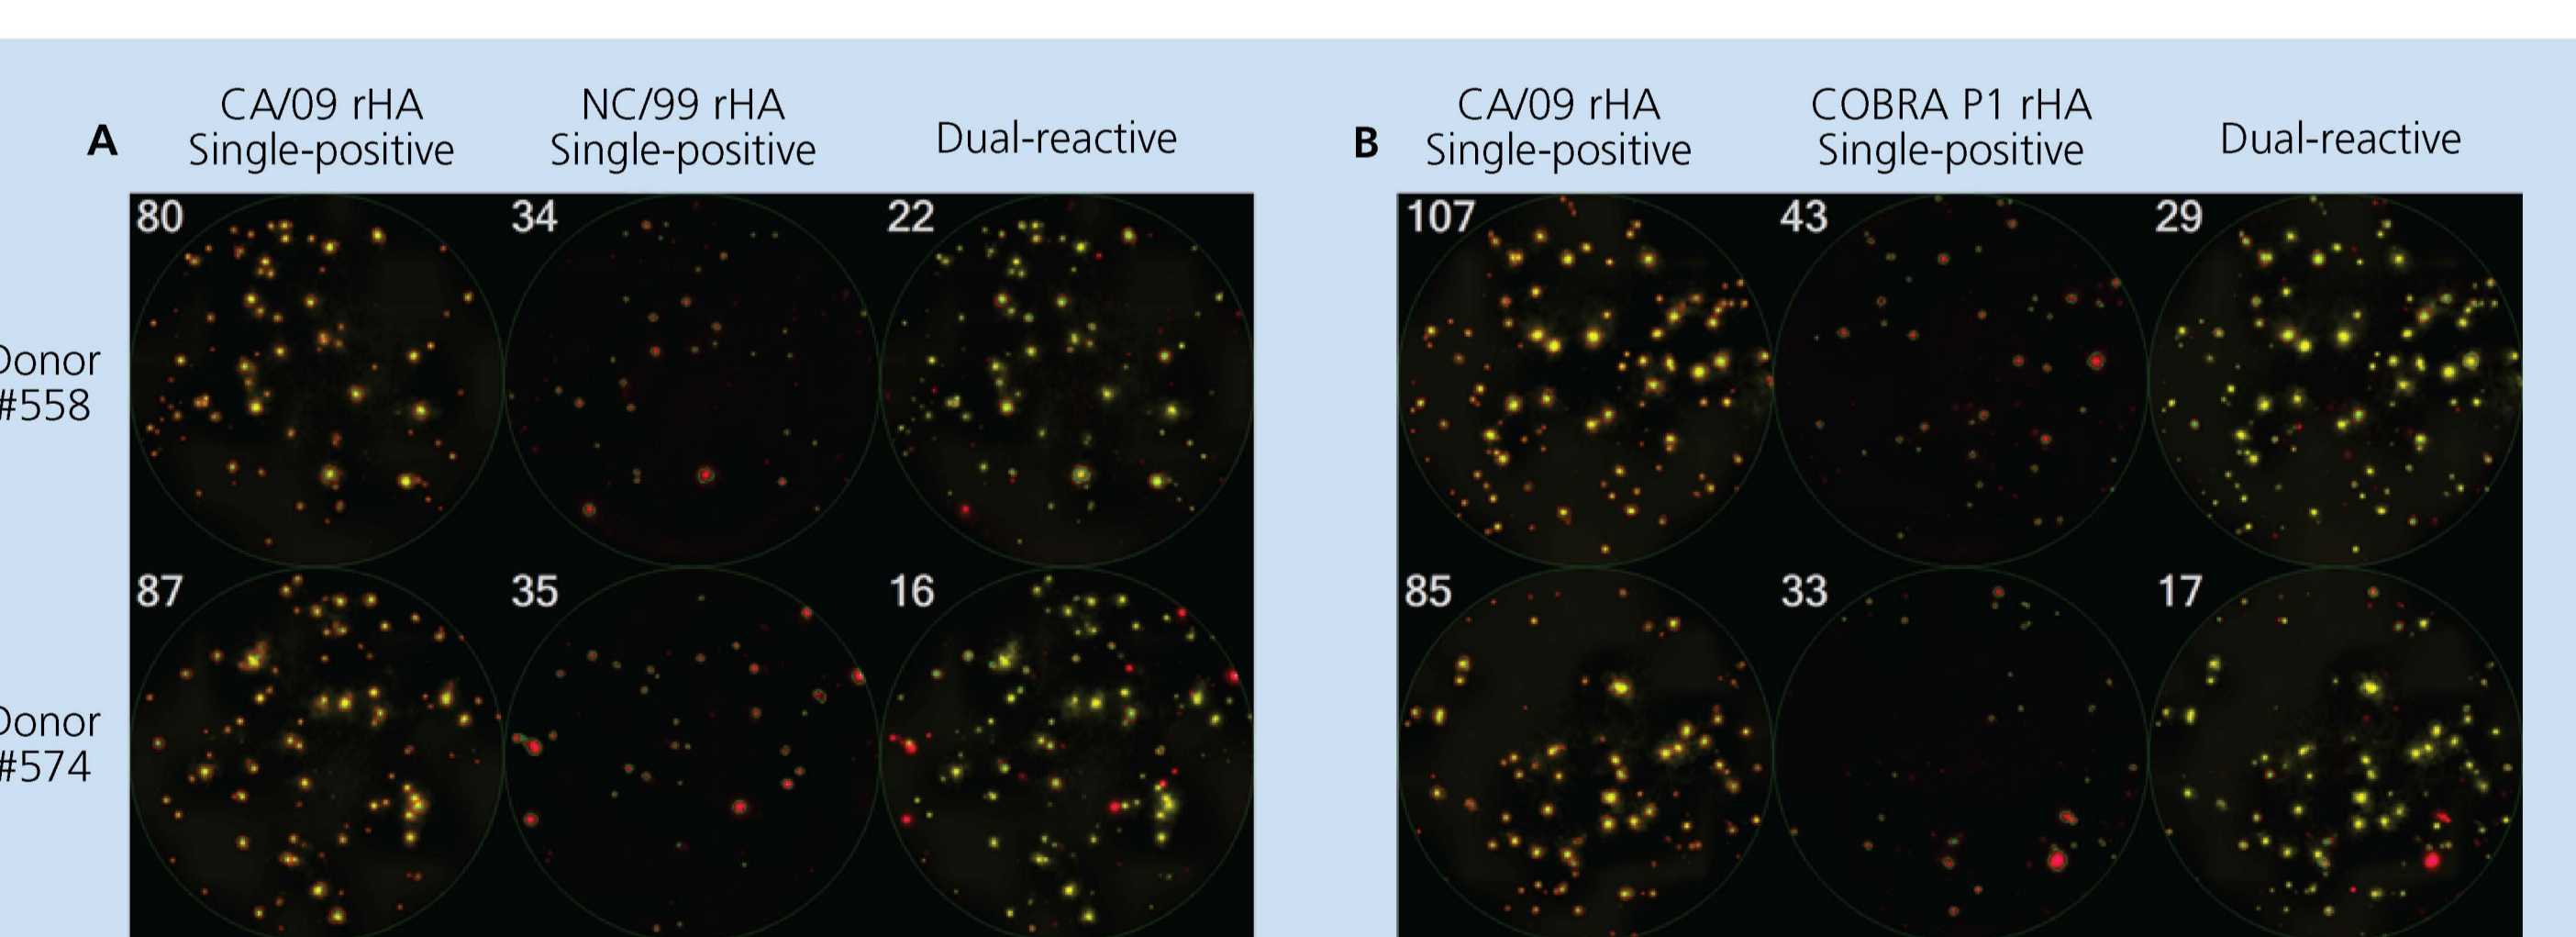 A
CA/09 rHA
Single-positive
NC/99 rHA
Single-positive
Dual-reactive
B
CA/09 rHA
Single-positive
COBRA P1 rHA
Single-positive
Dual-reactive
Donor
#558
80
34
22
107
43
29
Donor
#574
87
35
16
85
33
17